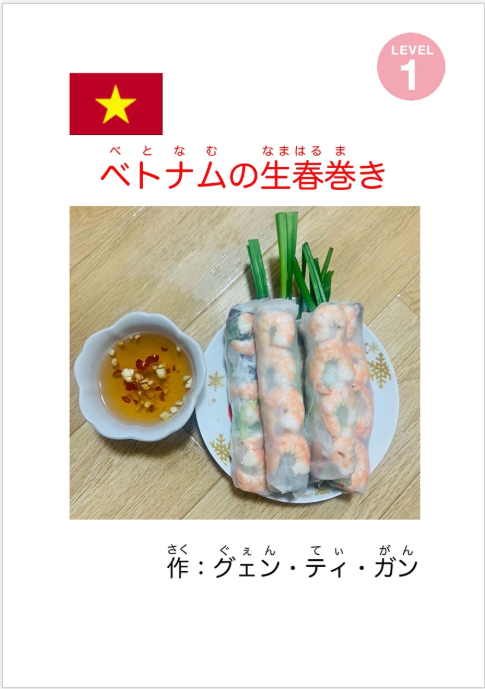 LEVEL
1
べとなむ なまはるま
ベトナムの生春巻き
さく ぐぇん てぃ がん
作：グェン・ティ・ガン